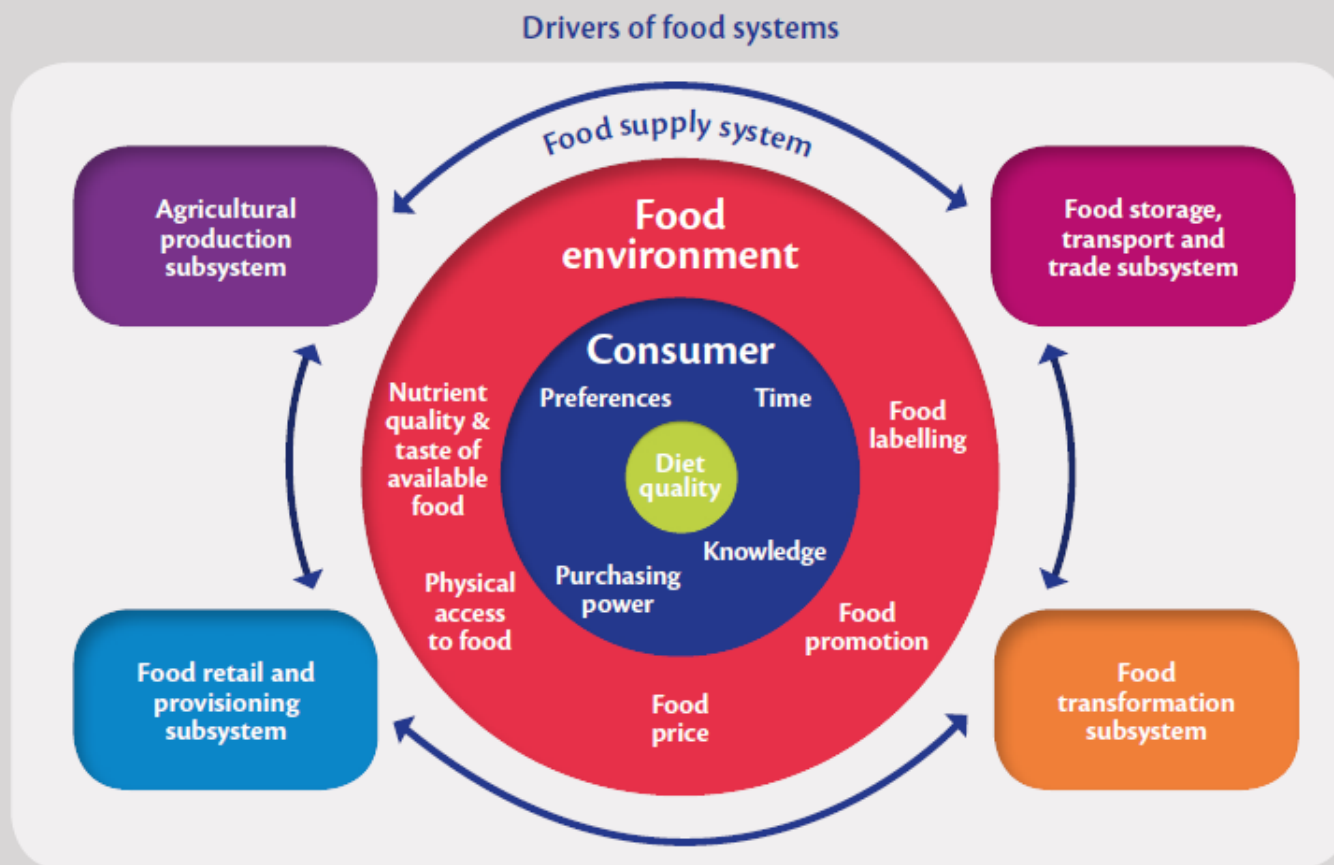 Drivers of food systems
Food supply system
Agricultural
production
subsystem
Food storage,
transport and
trade subsystem
Food
environment
Consumer
Preferences
Time
Nutrient
quality &
taste of
available
food
Food
labelling
Diet
quality
Knowledge
Purchasing
power
Physical
access
to food
Food
promotion
Food
price
Food retail and
provisioning
subsystem
Food
transformation
subsystem